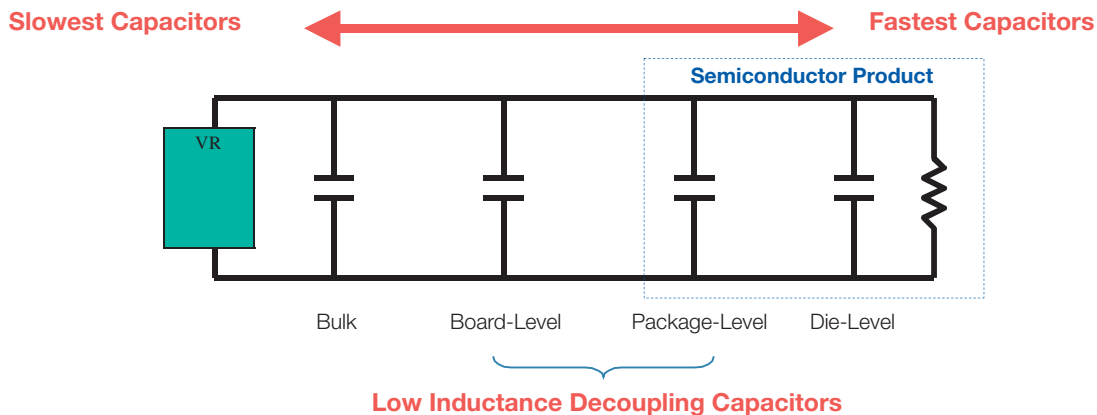 Slowest Capacitors
Fastest Capacitors
Semiconductor Product
VR
Bulk
Board-Level
Package-Level
Die-Level
Low Inductance Decoupling Capacitors